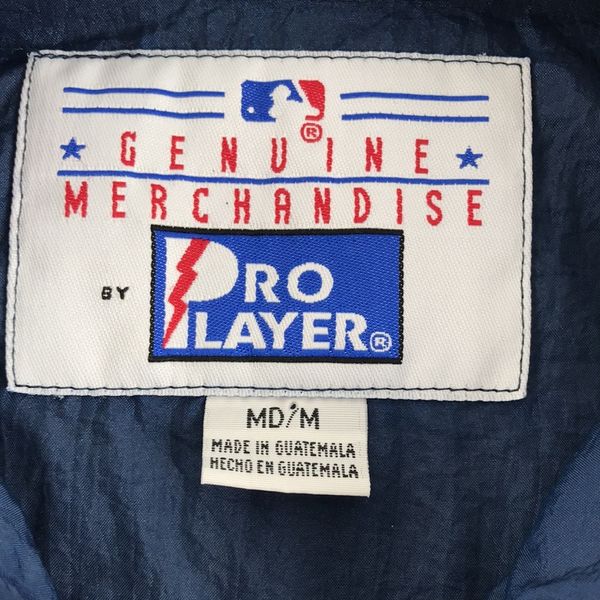 ®
GENUINE
MERCHANDISE
BY PRO
PLAYER®
MD/M
MADE IN GUATEMALA
HECHO EN GUATEMALA